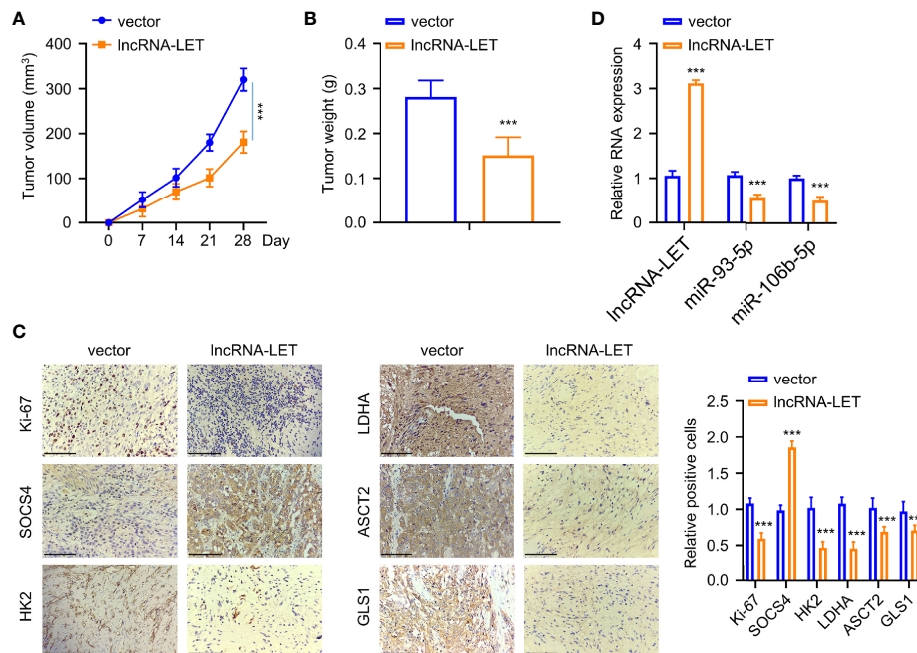 A
vector
lncRNA-LET
Tumor volume (mm³)
400
300
200
100
0
***
0 7 14 21 28 Day
B
vector
lncRNA-LET
Tumor weight (g)
0.4
0.3
0.2
0.1
0.0
***
D
vector
lncRNA-LET
Relative RNA expression
4
3
2
1
0
*** *** ***
lncRNA-LET miR-93-5p miR-106b-5p
C
vector lncRNA-LET vector lncRNA-LET
Ki-67 LDHA
SOCS4 ASCT2
HK2 GLS1
vector
lncRNA-LET
Relative positive cells
2.5
2.0
1.5
1.0
0.5
0.0
*** *** *** *** *** **
Ki-67 SOCS4 HK2 LDHA ASCT2 GLS1